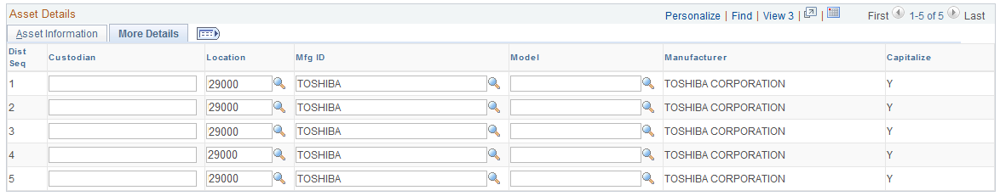 Asset Details Personalize | Find | View 3 | | First 1-5 of 5 Last
Asset Information More Details
Dist Seq Custodian Location Mfg ID Model Manufacturer Capitalize
1 29000 TOSHIBA TOSHIBA CORPORATION Y
2 29000 TOSHIBA TOSHIBA CORPORATION Y
3 29000 TOSHIBA TOSHIBA CORPORATION Y
4 29000 TOSHIBA TOSHIBA CORPORATION Y
5 29000 TOSHIBA TOSHIBA CORPORATION Y